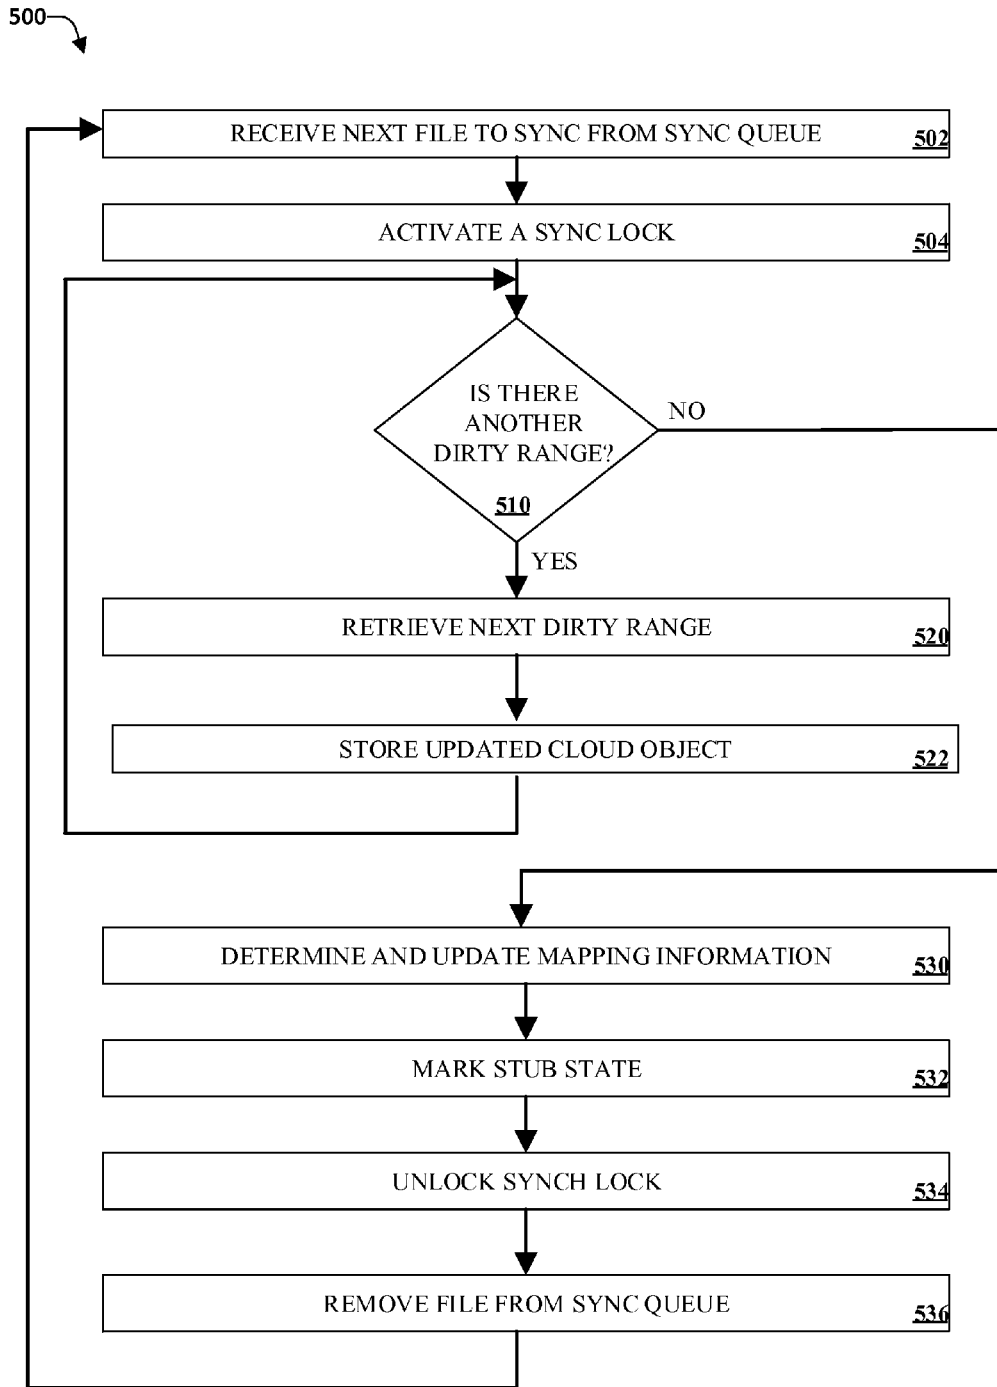 500
RECEIVE NEXT FILE TO SYNC FROM SYNC QUEUE
502
ACTIVATE A SYNC LOCK
504
IS THERE
ANOTHER
DIRTY RANGE?
510
NO
YES
RETRIEVE NEXT DIRTY RANGE
520
STORE UPDATED CLOUD OBJECT
522
DETERMINE AND UPDATE MAPPING INFORMATION
530
MARK STUB STATE
532
UNLOCK SYNCH LOCK
534
REMOVE FILE FROM SYNC QUEUE
536